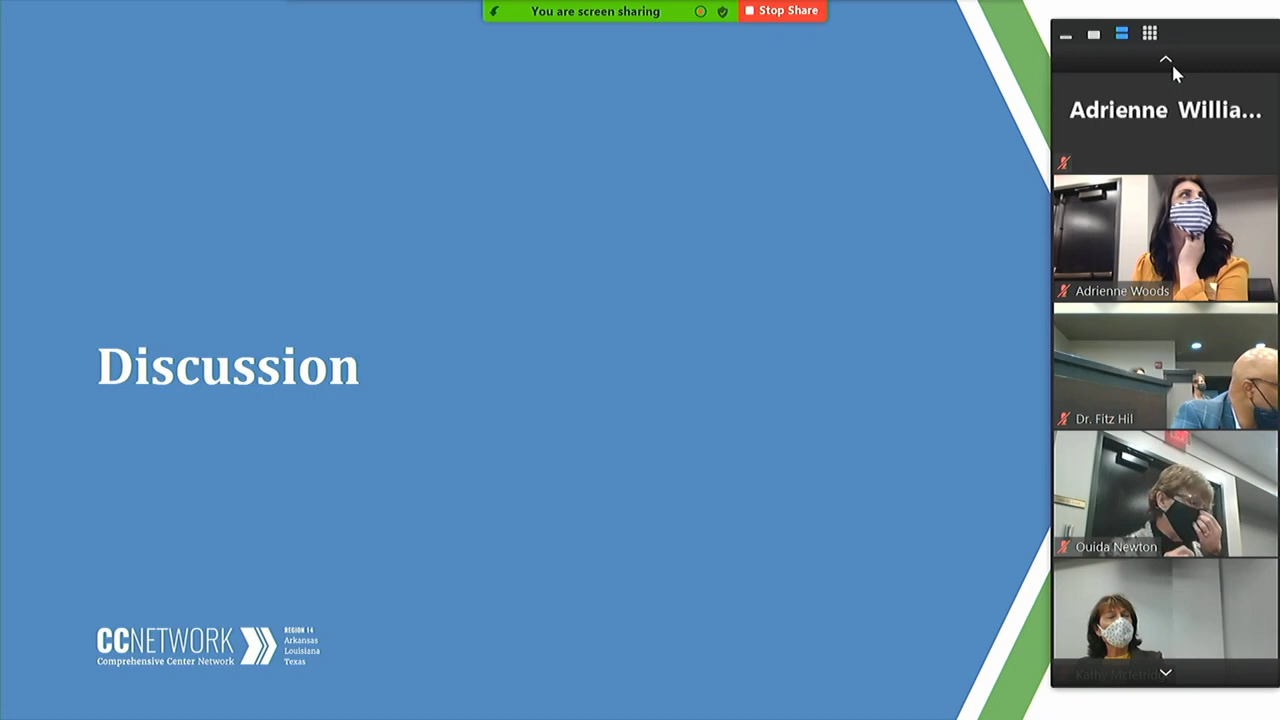 You are screen sharing
Stop Share
Adrienne Willia...
Adrienne Woods
Dr. Fitz Hil
Ouida Newton
Discussion
CCNETWORK
Comprehensive Center Network
REGION 14
Arkansas
Louisiana
Texas